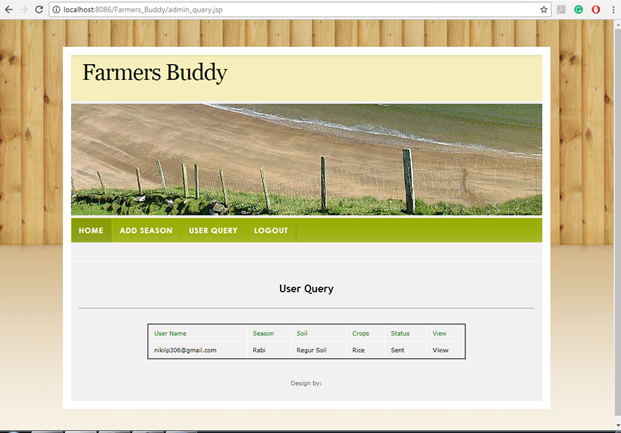 localhost:8086/Farmers_Buddy/admin_query.jsp
Farmers Buddy
HOME ADD SEASON USER QUERY LOGOUT
User Query
User Name Season Soil Crops Status View
nikilp306@gmail.com Rabi Regur Soil Rice Sent View
Design by: